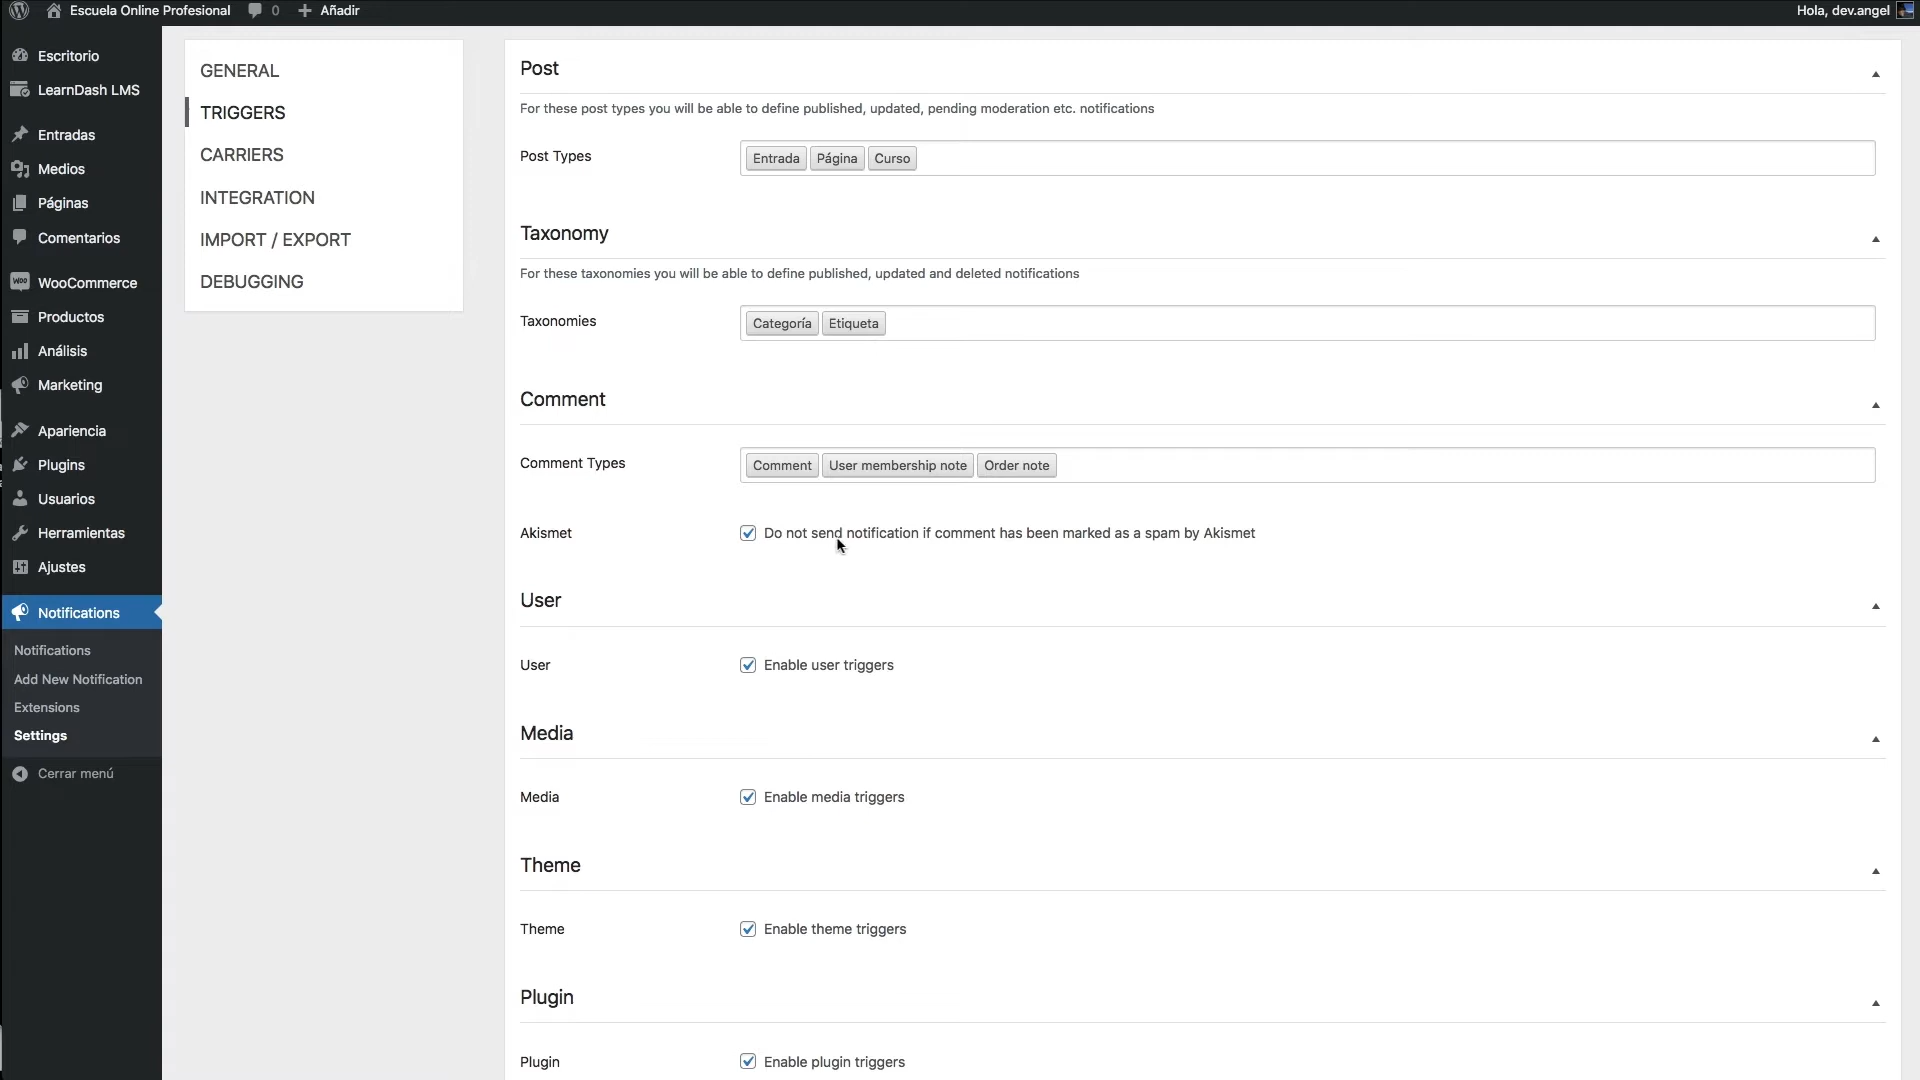 Escuela Online Profesional
0
Añadir
Hola, dev.angel
Escritorio
LearnDash LMS
Entradas
Medios
Páginas
Comentarios
WooCommerce
Productos
Análisis
Marketing
Apariencia
Plugins
Usuarios
Herramientas
Ajustes
Notifications
Notifications
Add New Notification
Extensions
Settings
Cerrar menú
GENERAL
TRIGGERS
CARRIERS
INTEGRATION
IMPORT / EXPORT
DEBUGGING
Post
For these post types you will be able to define published, updated, pending moderation etc. notifications
Post Types
Entrada Página Curso
Taxonomy
For these taxonomies you will be able to define published, updated and deleted notifications
Taxonomies
Categoría Etiqueta
Comment
Comment Types
Comment User membership note Order note
Akismet
Do not send notification if comment has been marked as a spam by Akismet
User
User
Enable user triggers
Media
Media
Enable media triggers
Theme
Theme
Enable theme triggers
Plugin
Plugin
Enable plugin triggers